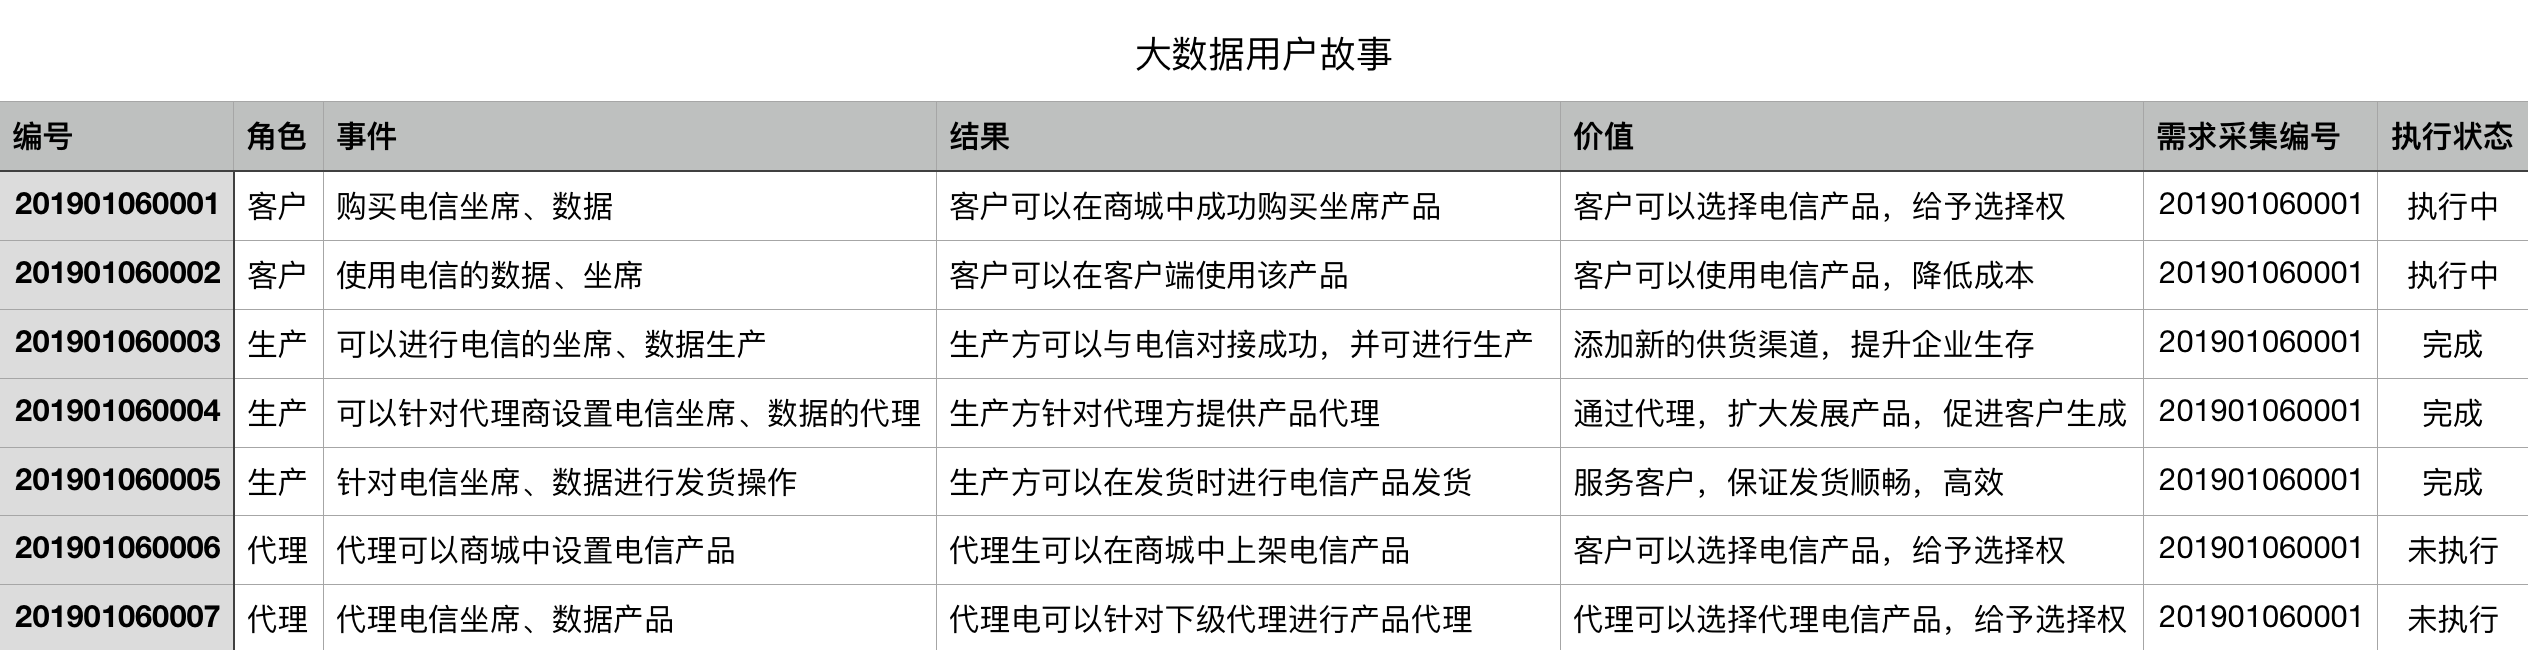 大数据用户故事
编号 角色 事件 结果 价值 需求采集编号 执行状态
201901060001 客户 购买电信坐席、数据 客户可以在商城中成功购买坐席产品 客户可以选择电信产品，给予选择权 201901060001 执行中
201901060002 客户 使用电信的数据、坐席 客户可以在客户端使用该产品 客户可以使用电信产品，降低成本 201901060001 执行中
201901060003 生产 可以进行电信的坐席、数据生产 生产方可以与电信对接成功，并可进行生产 添加新的供货渠道，提升企业生存 201901060001 完成
201901060004 生产 可以针对代理商设置电信坐席、数据的代理 生产方针对代理方提供产品代理 通过代理，扩大发展产品，促进客户生成 201901060001 完成
201901060005 生产 针对电信坐席、数据进行发货操作 生产方可以在发货时进行电信产品发货 服务客户，保证发货顺畅，高效 201901060001 完成
201901060006 代理 代理可以商城中设置电信产品 代理生可以在商城中上架电信产品 客户可以选择电信产品，给予选择权 201901060001 未执行
201901060007 代理 代理电信坐席、数据产品 代理电可以针对下级代理进行产品代理 代理可以选择代理电信产品，给予选择权 201901060001 未执行